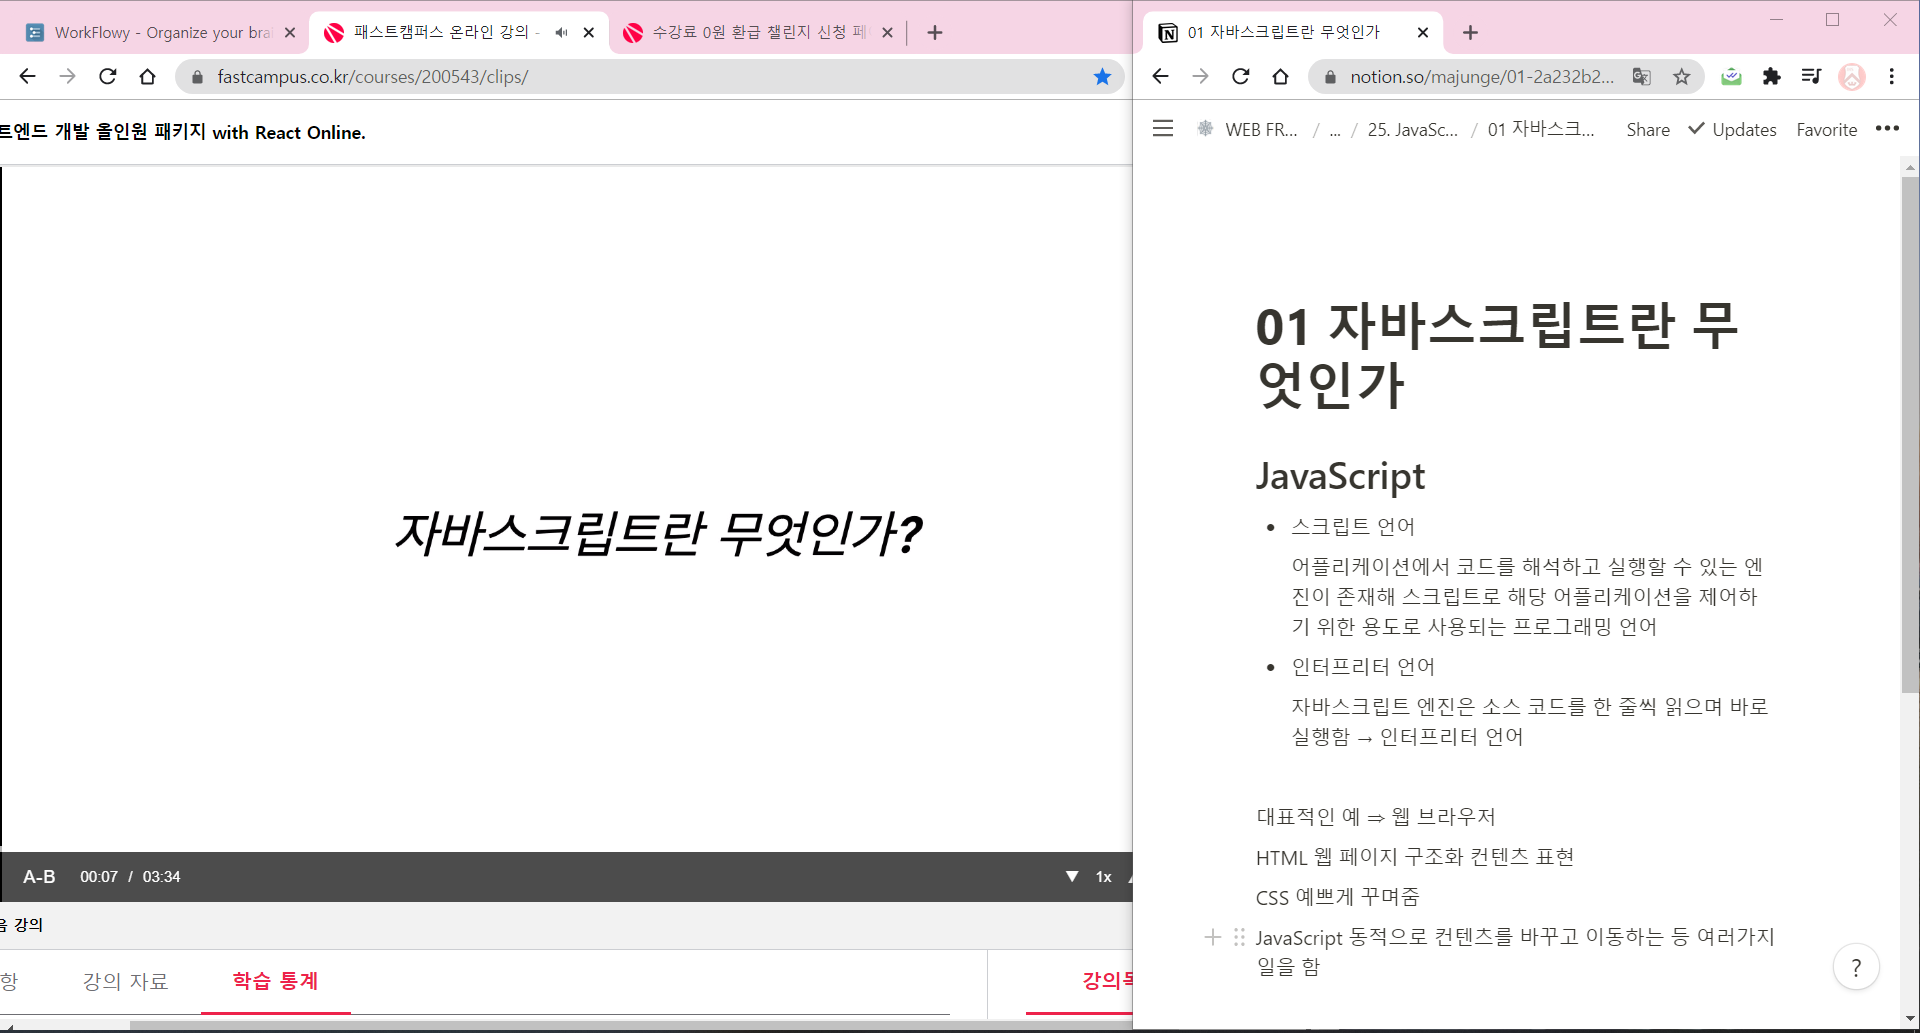 WorkFlowy - Organize your brai
패스트캠퍼스 온라인 강의 -
수강료 0원 환급 챌린지 신청 페
fastcampus.co.kr/courses/200543/clips/
트엔드 개발 올인원 패키지 with React Online.
자바스크립트란 무엇인가?
A-B 00:07 / 03:34
1x
음 강의
항 강의 자료 학습 통계
강의목
01 자바스크립트란 무엇인가
notion.so/majunge/01-2a232b2...
WEB FR... / ... / 25. JavaSc... / 01 자바스크... Share Updates Favorite
01 자바스크립트란 무
엇인가
JavaScript
• 스크립트 언어
어플리케이션에서 코드를 해석하고 실행할 수 있는 엔
진이 존재해 스크립트로 해당 어플리케이션을 제어하
기 위한 용도로 사용되는 프로그래밍 언어
• 인터프리터 언어
자바스크립트 엔진은 소스 코드를 한 줄씩 읽으며 바로
실행함 → 인터프리터 언어
대표적인 예 ⇒ 웹 브라우저
HTML 웹 페이지 구조화 컨텐츠 표현
CSS 예쁘게 꾸며줌
JavaScript 동적으로 컨텐츠를 바꾸고 이동하는 등 여러가지
일을 함
?